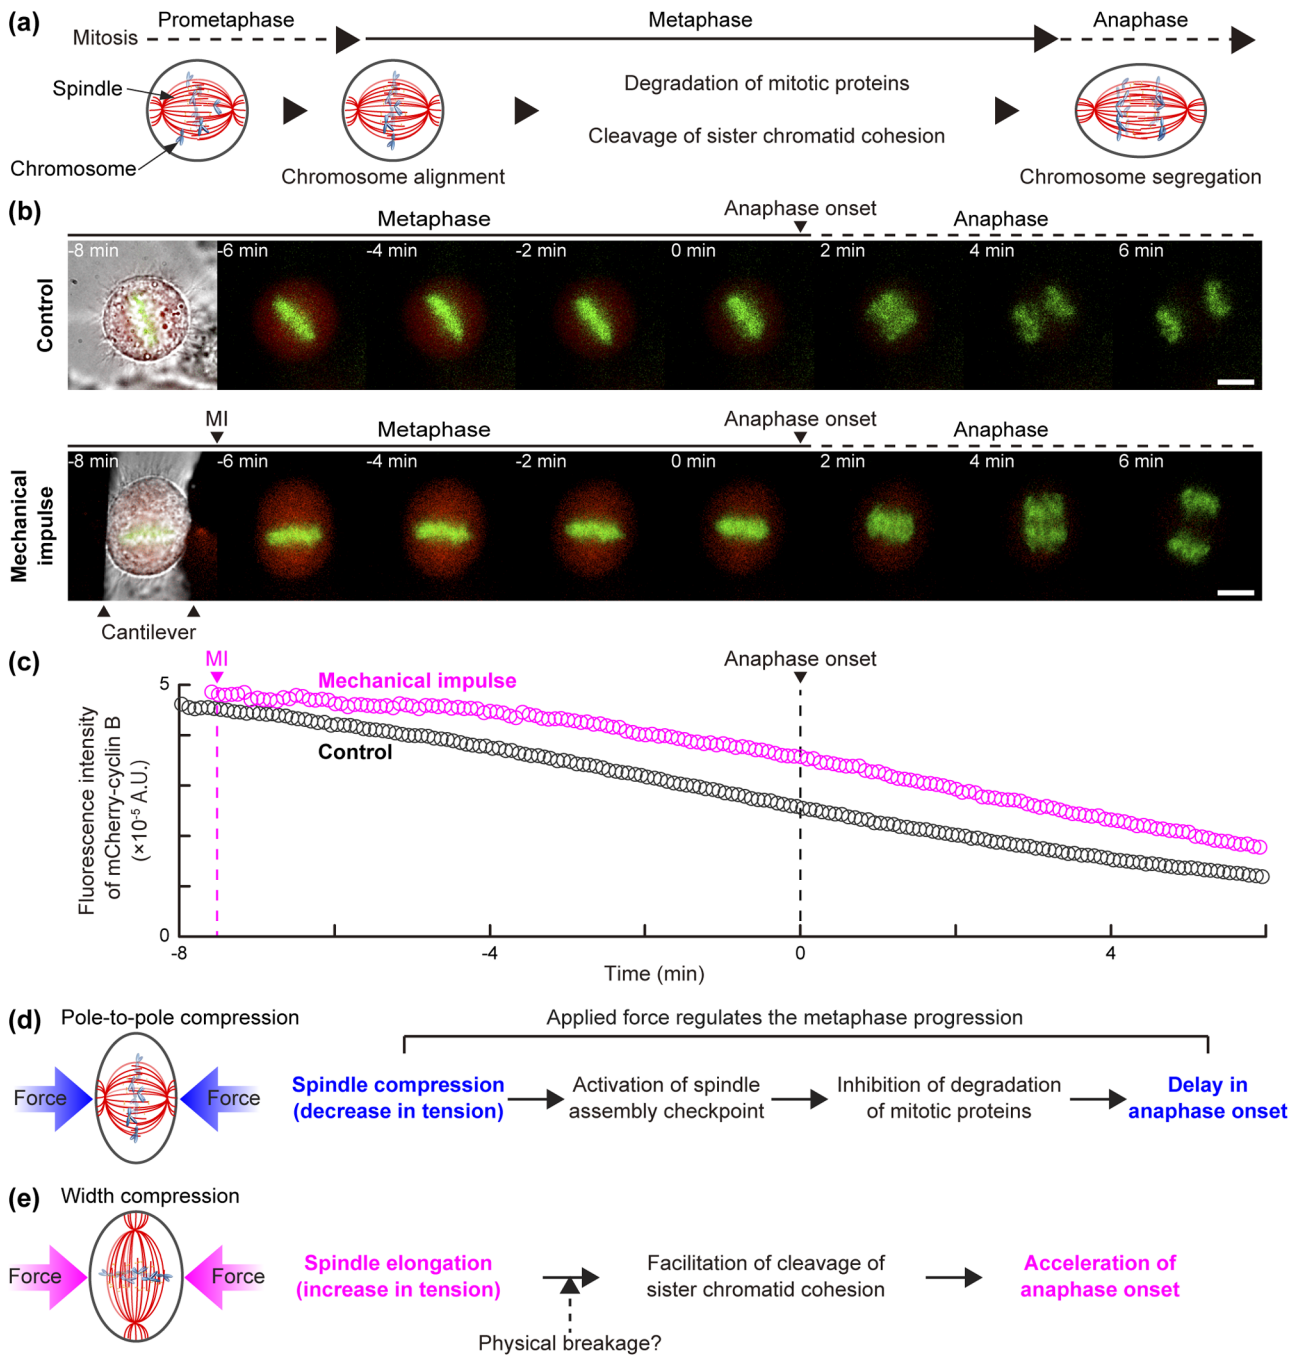 (a)
Prometaphase
Metaphase
Anaphase
Mitosis
Spindle
Chromosome
Degradation of mitotic proteins
Cleavage of sister chromatid cohesion
Chromosome alignment
Chromosome segregation
(b)
Metaphase
Anaphase onset
Anaphase
Control
-8 min
-6 min
-4 min
-2 min
0 min
2 min
4 min
6 min
MI
Metaphase
Anaphase onset
Anaphase
Mechanical
impulse
-8 min
-6 min
-4 min
-2 min
0 min
2 min
4 min
6 min
Cantilever
(c)
MI
Anaphase onset
Mechanical impulse
Control
Fluorescence intensity
of mCherry-cyclin B
(×10⁻⁵ A.U.)
5
0
-8
-4
0
4
Time (min)
(d)
Pole-to-pole compression
Force
Force
Applied force regulates the metaphase progression
Spindle compression
(decrease in tension)
Activation of spindle
assembly checkpoint
Inhibition of degradation
of mitotic proteins
Delay in
anaphase onset
(e)
Width compression
Force
Force
Spindle elongation
(increase in tension)
Physical breakage?
Facilitation of cleavage of
sister chromatid cohesion
Acceleration of
anaphase onset